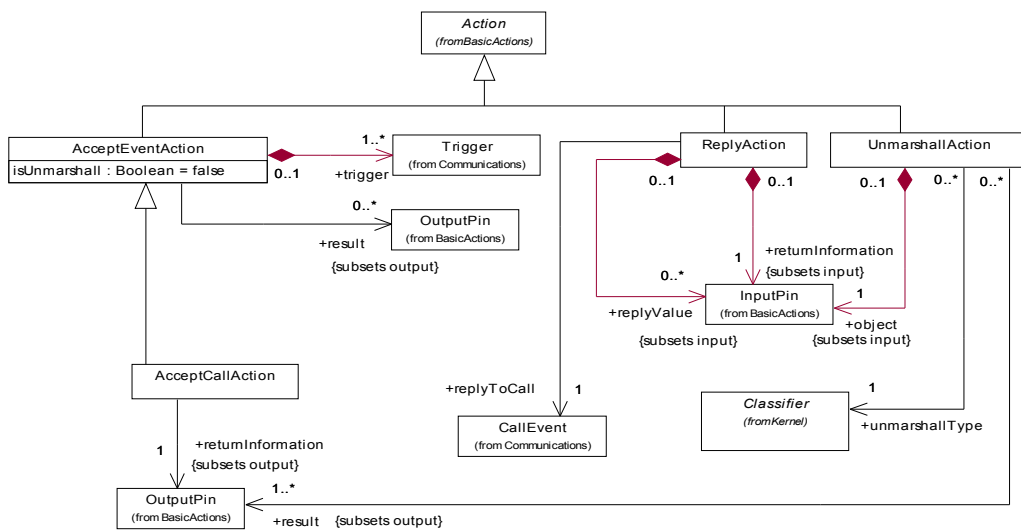 Action
(fromBasicActions)
AcceptEventAction
isUnmarshall : Boolean = false
0..1
1..*
+trigger
Trigger
(from Communications)
ReplyAction
0..1
0..1
UnmarshallAction
0..1
0..*
0..*
0..*
+result
{subsets output}
OutputPin
(from BasicActions)
1
+returnInformation
{subsets input}
0..*
+replyValue
{subsets input}
InputPin
(from BasicActions)
1
+object
{subsets input}
AcceptCallAction
+replyToCall
1
CallEvent
(from Communications)
Classifier
(fromKernel)
1
+unmarshallType
1
+returnInformation
{subsets output}
OutputPin
(from BasicActions)
1..*
+result
{subsets output}